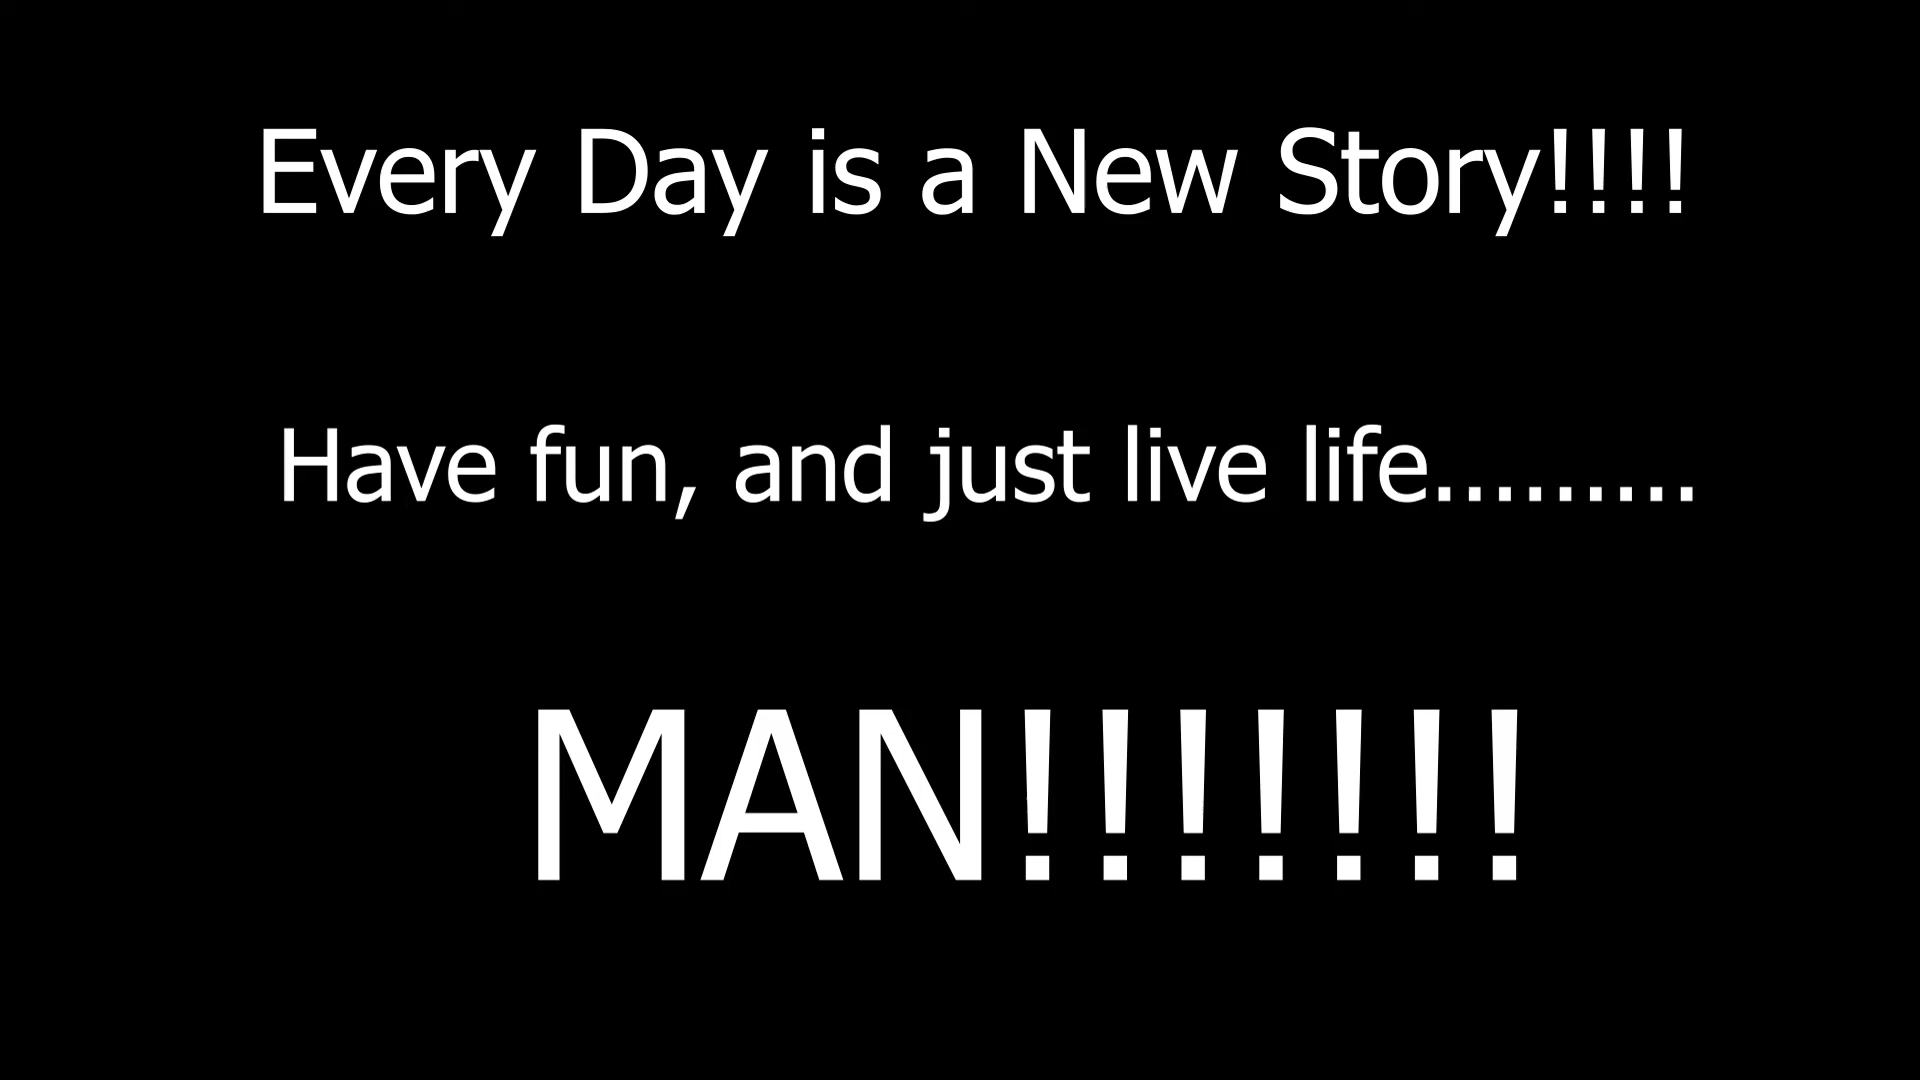 Every Day is a New Story!!!!
Have fun, and just live life.........
MAN!!!!!!!